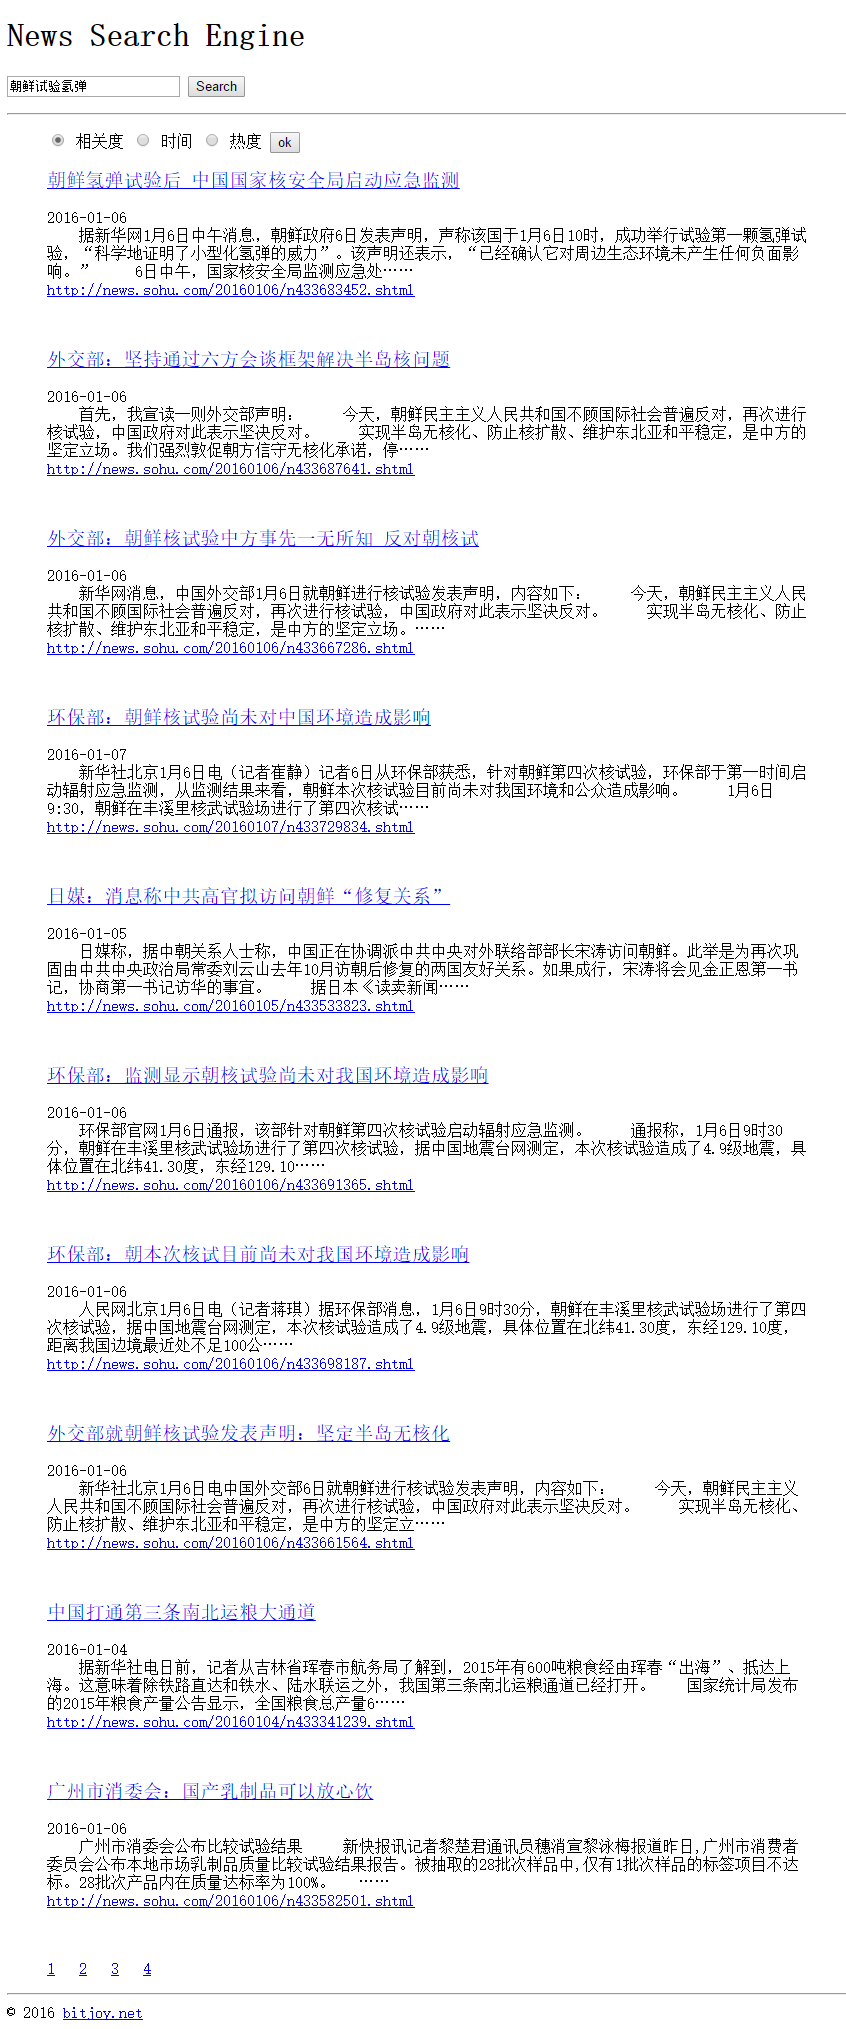 News Search Engine
朝鲜试验氢弹 Search
相关度 时间 热度 ok
朝鲜氢弹试验后 中国国家核安全局启动应急监测
2016-01-06
据新华网1月6日中午消息，朝鲜政府6日发表声明，声称该国于1月6日10时，成功举行试验第一颗氢弹试
验，“科学地证明了小型化氢弹的威力”。该声明还表示，“已经确认它对周边生态环境未产生任何负面影
响。” 6日中午，国家核安全局监测应急处……
http://news.sohu.com/20160106/n433683452.shtml
外交部：坚持通过六方会谈框架解决半岛核问题
2016-01-06
首先，我宣读一则外交部声明： 今天，朝鲜民主主义人民共和国不顾国际社会普遍反对，再次进行
核试验，中国政府对此表示坚决反对。 实现半岛无核化、防止核扩散、维护东北亚和平稳定，是中方的
坚定立场。我们强烈敦促朝方信守无核化承诺，停……
http://news.sohu.com/20160106/n433687641.shtml
外交部：朝鲜核试验中方事先一无所知 反对朝核试
2016-01-06
新华网消息，中国外交部1月6日就朝鲜进行核试验发表声明，内容如下： 今天，朝鲜民主主义人民
共和国不顾国际社会普遍反对，再次进行核试验，中国政府对此表示坚决反对。 实现半岛无核化、防止
核扩散、维护东北亚和平稳定，是中方的坚定立场。……
http://news.sohu.com/20160106/n433667286.shtml
环保部：朝鲜核试验尚未对中国环境造成影响
2016-01-07
新华社北京1月6日电（记者崔静）记者6日从环保部获悉，针对朝鲜第四次核试验，环保部于第一时间启
动辐射应急监测，从监测结果来看，朝鲜本次核试验目前尚未对我国环境和公众造成影响。 1月6日
9:30，朝鲜在丰溪里核武试验场进行了第四次核试……
http://news.sohu.com/20160107/n433729834.shtml
日媒：消息称中共高官拟访问朝鲜“修复关系”
2016-01-05
日媒称，据中朝关系人士称，中国正在协调派中共中央对外联络部部长宋涛访问朝鲜。此举是为再次巩
固由中共中央政治局常委刘云山去年10月访朝后修复的两国友好关系。如果成行，宋涛将会见金正恩第一书
记，协商第一书记访华的事宜。 据日本《读卖新闻……
http://news.sohu.com/20160105/n433533823.shtml
环保部：监测显示朝核试验尚未对我国环境造成影响
2016-01-06
环保部官网1月6日通报，该部针对朝鲜第四次核试验启动辐射应急监测。 通报称，1月6日9时30
分，朝鲜在丰溪里核武试验场进行了第四次核试验，据中国地震台网测定，本次核试验造成了4.9级地震，具
体位置在北纬41.30度，东经129.10……
http://news.sohu.com/20160106/n433691365.shtml
环保部：朝本次核试目前尚未对我国环境造成影响
2016-01-06
人民网北京1月6日电（记者蒋琪）据环保部消息，1月6日9时30分，朝鲜在丰溪里核武试验场进行了第四
次核试验，据中国地震台网测定，本次核试验造成了4.9级地震，具体位置在北纬41.30度，东经129.10度，
距离我国边境最近处不足100公……
http://news.sohu.com/20160106/n433698187.shtml
外交部就朝鲜核试验发表声明：坚定半岛无核化
2016-01-06
新华社北京1月6日电中国外交部6日就朝鲜进行核试验发表声明，内容如下： 今天，朝鲜民主主义
人民共和国不顾国际社会普遍反对，再次进行核试验，中国政府对此表示坚决反对。 实现半岛无核化、
防止核扩散、维护东北亚和平稳定，是中方的坚定立……
http://news.sohu.com/20160106/n433661564.shtml
中国打通第三条南北运粮大通道
2016-01-04
据新华社电日前，记者从吉林省珲春市航务局了解到，2015年有600吨粮食经由珲春“出海”、抵达上
海。这意味着除铁路直达和铁水、陆水联运之外，我国第三条南北运粮通道已经打开。 国家统计局发布
的2015年粮食产量公告显示，全国粮食总产量6……
http://news.sohu.com/20160104/n433341239.shtml
广州市消委会：国产乳制品可以放心饮
2016-01-06
广州市消委会公布比较试验结果 新快报讯记者黎楚君通讯员穗消宣黎泳梅报道昨日,广州市消费者
委员会公布本地市场乳制品质量比较试验结果报告。被抽取的28批次样品中,仅有1批次样品的标签项目不达
标。28批次产品内在质量达标率为100%。 ……
http://news.sohu.com/20160106/n433582501.shtml
1 2 3 4
© 2016 bitjoy.net